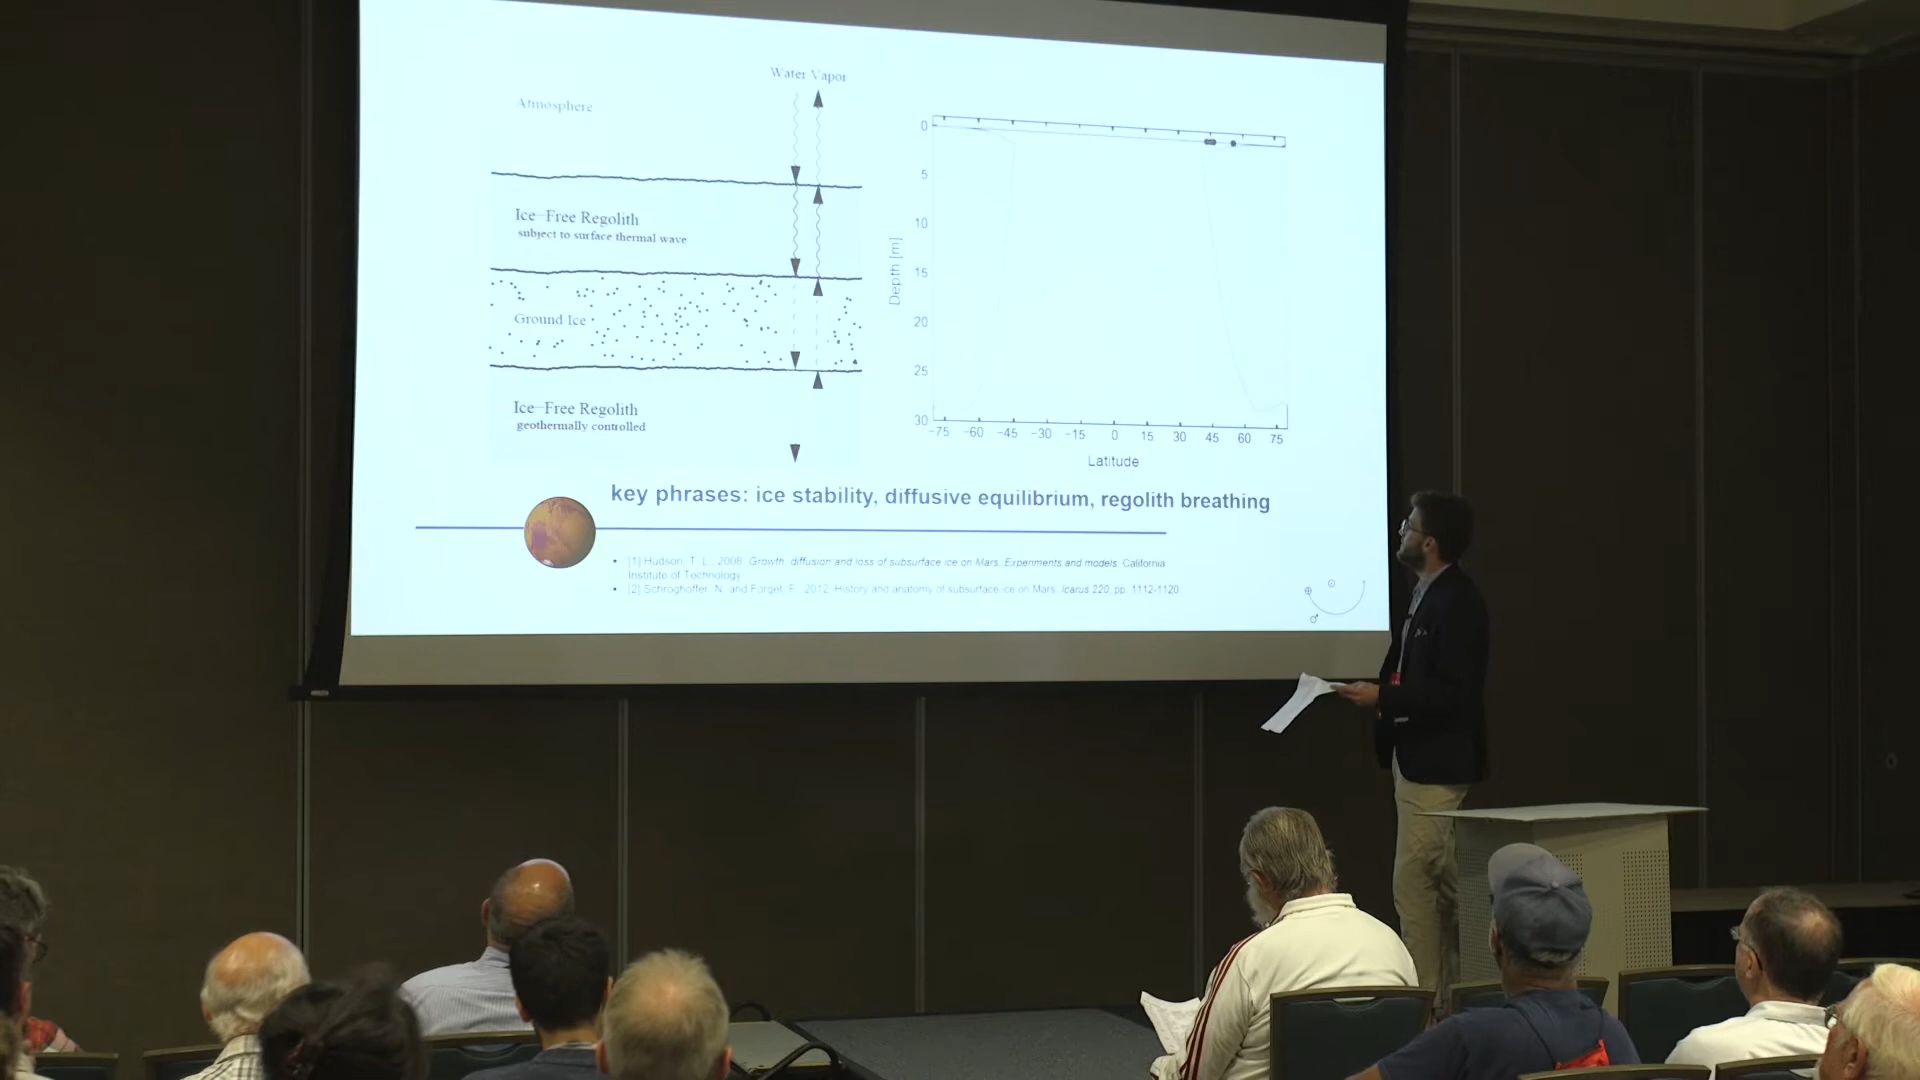 Water Vapor
Atmosphere
Ice-Free Regolith
subject to surface thermal wave
Ground Ice
Ice-Free Regolith
geothermally controlled
0
5
10
15
20
25
30
Depth [m]
-75 -60 -45 -30 -15 0 15 30 45 60 75
Latitude
key phrases: ice stability, diffusive equilibrium, regolith breathing
[1] Hudson, T. L., 2008. Growth, diffusion and loss of subsurface ice on Mars. Experiments and models. California
Institute of Technology
[2] Schroghoffer, N. and Forget, F., 2012. History and anatomy of subsurface ice on Mars. Icarus 220, pp. 1112-1120